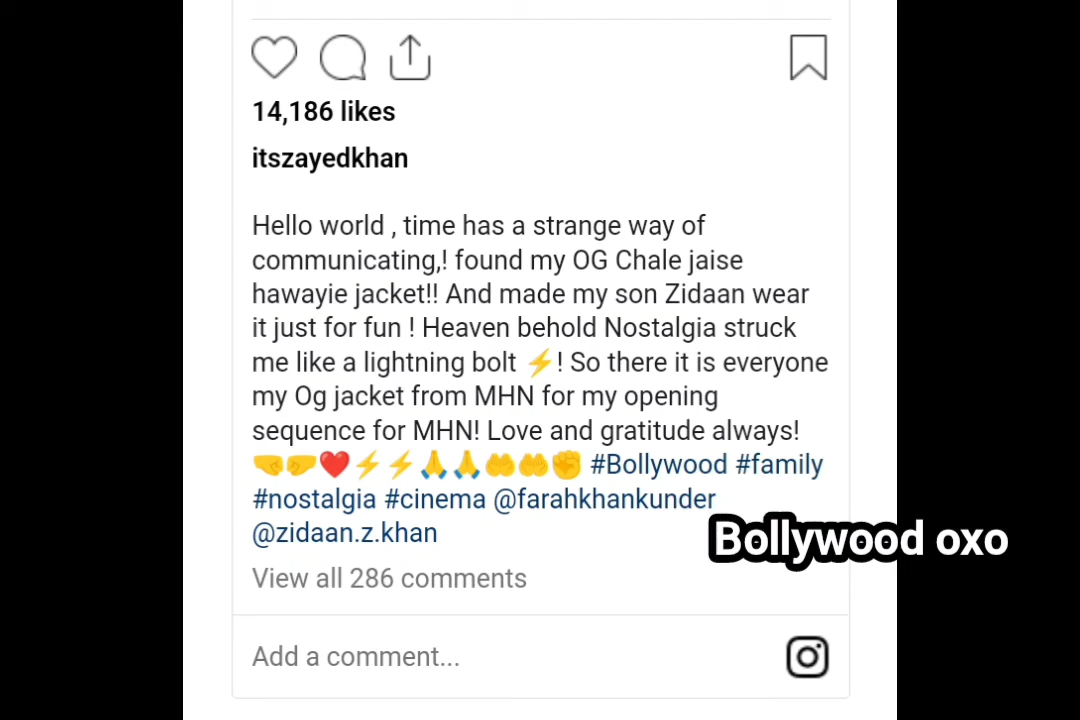 14,186 likes
itszayedkhan
Hello world , time has a strange way of
communicating,! found my OG Chale jaise
hawayie jacket!! And made my son Zidaan wear
it just for fun ! Heaven behold Nostalgia struck
me like a lightning bolt ⚡! So there it is everyone
my Og jacket from MHN for my opening
sequence for MHN! Love and gratitude always!
🤜🤛❤️⚡⚡🙏🙏🤲🤲✊ #Bollywood #family
#nostalgia #cinema @farahkhankunder
@zidaan.z.khan
Bollywood oxo
View all 286 comments
Add a comment...